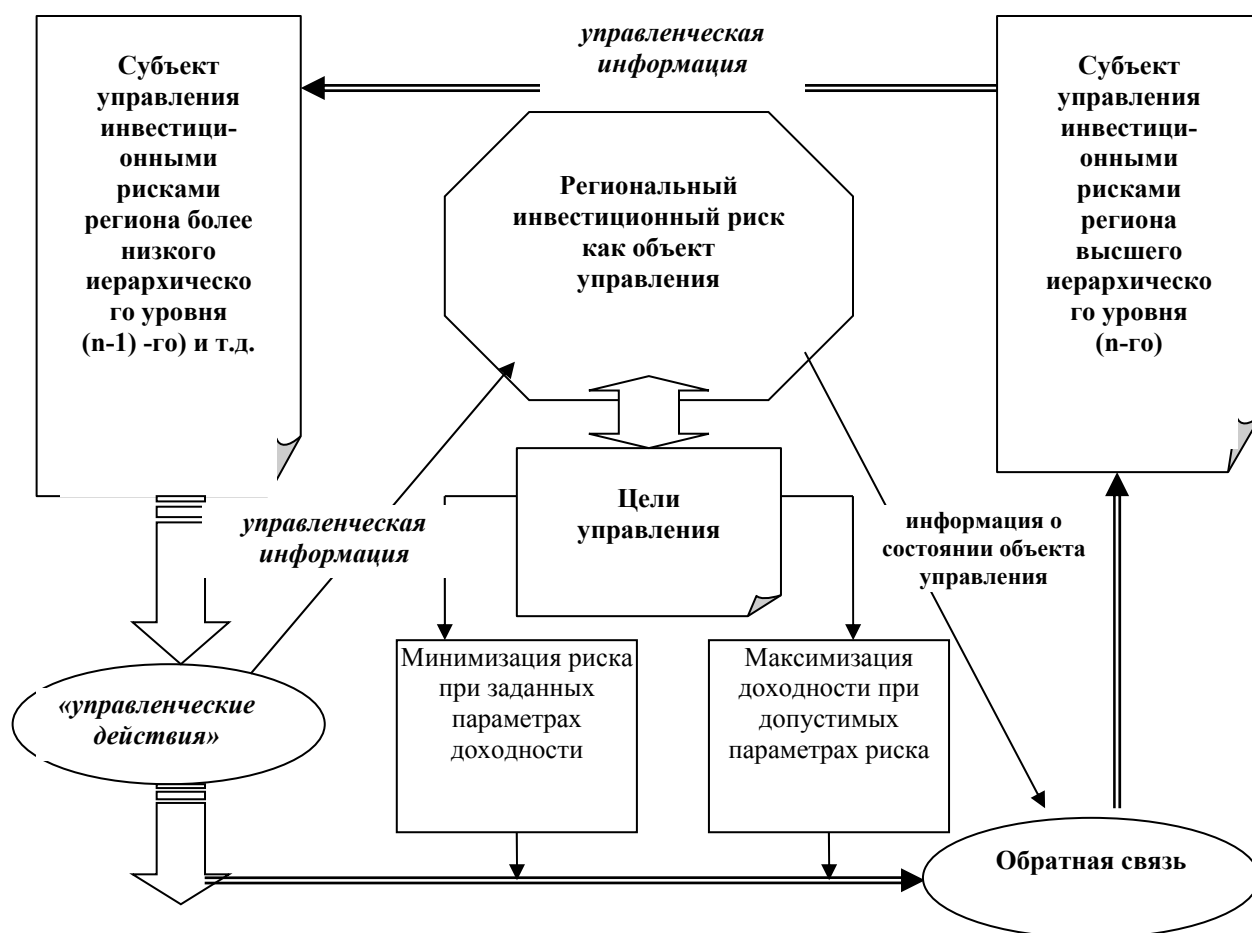 Субъект
управления
инвестици-
онными
рисками
региона более
низкого
иерархическо
го уровня
(n-1) -го) и т.д.
управленческая
информация
Субъект
управления
инвестици-
онными
рисками
региона
высшего
иерархическо
го уровня
(n-го)
Региональный
инвестиционный риск
как объект
управления
Цели
управления
управленческая
информация
информация о
состоянии объекта
управления
«управленческие
действия»
Минимизация риска
при заданных
параметрах
доходности
Максимизация
доходности при
допустимых
параметрах риска
Обратная связь